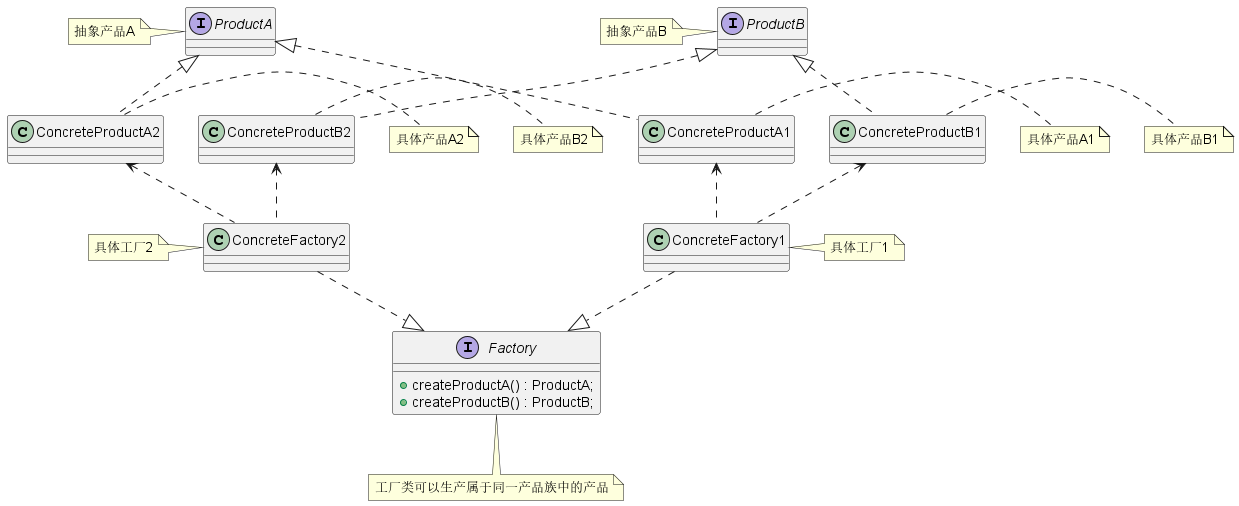 抽象产品A
I ProductA
抽象产品B
I ProductB
C ConcreteProductA2
C ConcreteProductB2
具体产品A2
具体产品B2
C ConcreteProductA1
C ConcreteProductB1
具体产品A1
具体产品B1
具体工厂2
C ConcreteFactory2
C ConcreteFactory1
具体工厂1
I Factory
createProductA() : ProductA;
createProductB() : ProductB;
工厂类可以生产属于同一产品族中的产品